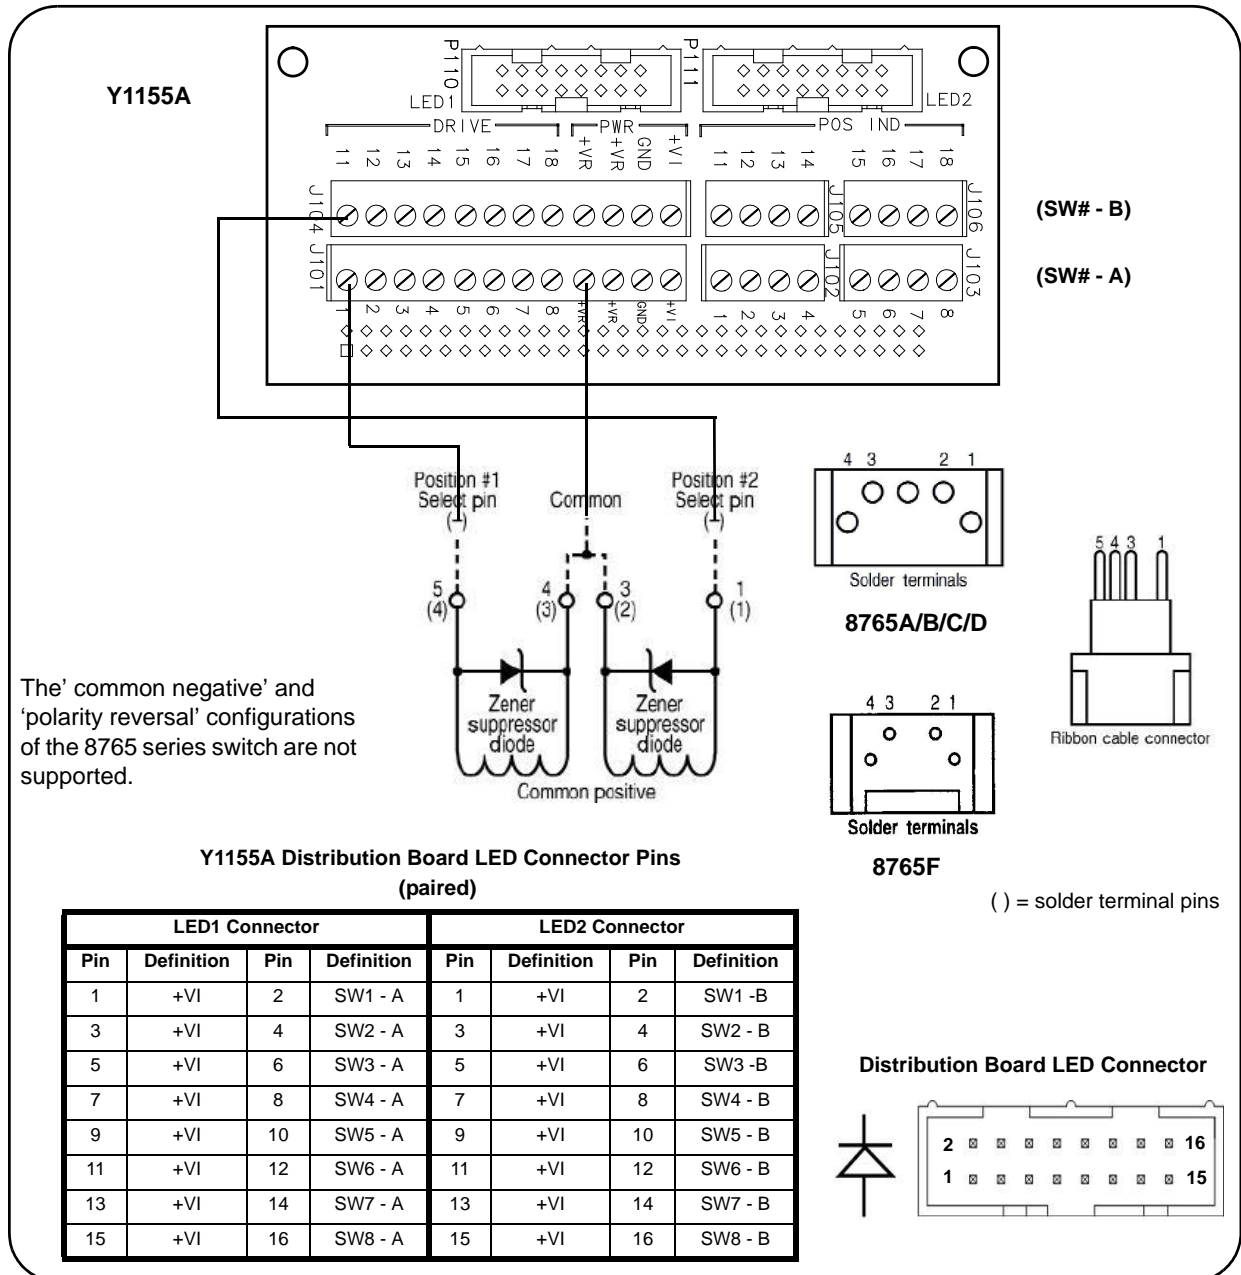 Y1155A
P110
P111
LED1
LED2
DRIVE
PWR
POS IND
11 12 13 14 15 16 17 18 +VR +VR GND +VI 11 12 13 14 15 16 17 18
J104
J105
J106
(SW# - B)
J101
J102
J103
(SW# - A)
1 2 3 4 5 6 7 8 +VR +VR GND +VI 1 2 3 4 5 6 7 8
Position #1
Select pin
(-)
Common
Position #2
Select pin
(-)
5
(4)
4
(3)
3
(2)
1
(1)
Zener
suppressor
diode
Zener
suppressor
diode
Common positive
4 3 2 1
Solder terminals
8765A/B/C/D
5 4 3 1
Ribbon cable connector
4 3 2 1
Solder terminals
8765F
The’ common negative’ and
‘polarity reversal’ configurations
of the 8765 series switch are not
supported.
( ) = solder terminal pins
Y1155A Distribution Board LED Connector Pins
(paired)
LED1 Connector LED2 Connector
Pin Definition Pin Definition Pin Definition Pin Definition
1 +VI 2 SW1 - A 1 +VI 2 SW1 -B
3 +VI 4 SW2 - A 3 +VI 4 SW2 - B
5 +VI 6 SW3 - A 5 +VI 6 SW3 -B
7 +VI 8 SW4 - A 7 +VI 8 SW4 - B
9 +VI 10 SW5 - A 9 +VI 10 SW5 - B
11 +VI 12 SW6 - A 11 +VI 12 SW6 - B
13 +VI 14 SW7 - A 13 +VI 14 SW7 - B
15 +VI 16 SW8 - A 15 +VI 16 SW8 - B
Distribution Board LED Connector
2 16
1 15